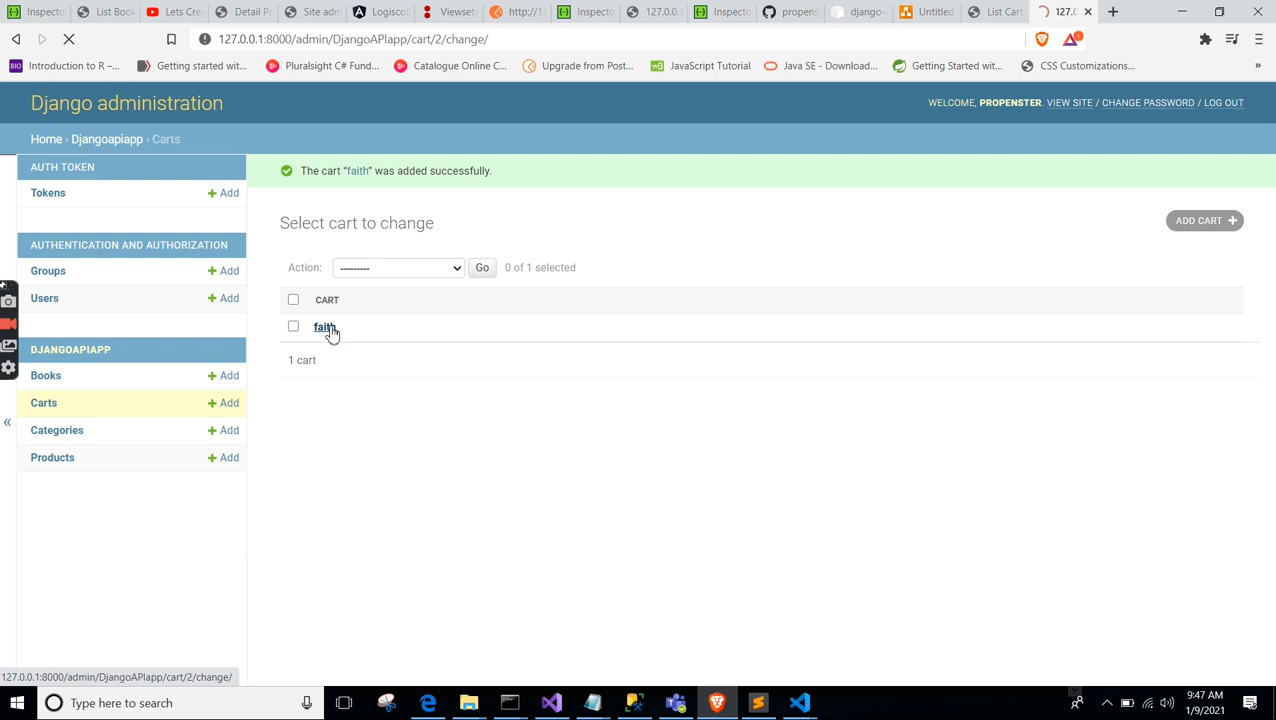 Inspecto
List Book
Lets Cre
Detail Pr
Site adm
Logisco
Viewsets
http://12
Inspecto
127.0.0.
Inspecto
propens
django-
Untitled
List Cart
127.0
127.0.0.1:8000/admin/DjangoAPIapp/cart/2/change/
BIO Introduction to R –...
Getting started wit...
Pluralsight C# Fund...
Catalogue Online C...
Upgrade from Post...
JavaScript Tutorial
Java SE - Download...
Getting Started wit...
CSS Customizations...
»
Django administration
WELCOME, PROPENSTER. VIEW SITE / CHANGE PASSWORD / LOG OUT
Home › Djangoapiapp › Carts
AUTH TOKEN
Tokens + Add
AUTHENTICATION AND AUTHORIZATION
Groups + Add
Users + Add
DJANGOAPIAPP
Books + Add
Carts + Add
Categories + Add
Products + Add
«
The cart “faith” was added successfully.
Select cart to change
ADD CART +
Action: --------- Go 0 of 1 selected
CART
faith
1 cart
127.0.0.1:8000/admin/DjangoAPIapp/cart/2/change/
Type here to search
9:47 AM
1/9/2021